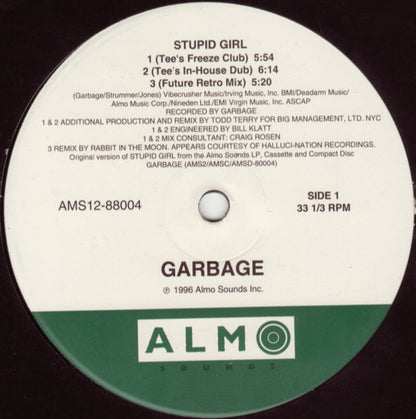 STUPID GIRL
1 (Tee's Freeze Club) 5:54
2 (Tee's In-House Dub) 6:14
3 (Future Retro Mix) 5:20
(Garbage/Strummer/Jones) Vibecrusher Music/Irving Music, Inc. BMI/Deadarm Music/
Almo Music Corp./Nineden Ltd./EMI Virgin Music, Inc. ASCAP
RECORDED BY GARBAGE
1 & 2 ADDITIONAL PRODUCTION AND REMIX BY TODD TERRY FOR BIG MANAGEMENT, LTD. NYC
1 & 2 ENGINEERED BY BILL KLATT
1 & 2 MIX CONSULTANT: CRAIG ROSEN
3 REMIX BY RABBIT IN THE MOON. APPEARS COURTESY OF HALLUCI-NATION RECORDINGS.
Original version of STUPID GIRL from the Almo Sounds LP, Cassette and Compact Disc
GARBAGE (AMS2/AMSC/AMSD-80004)
AMS12-88004
SIDE 1
33 1/3 RPM
GARBAGE
℗ 1996 Almo Sounds Inc.
ALMO
SOUNDS